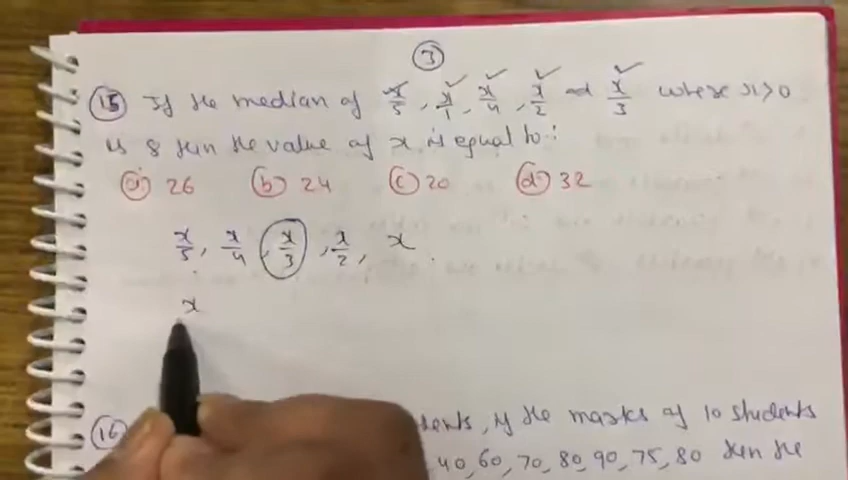 3
15 If the median of x/5, x/1, x/4, x/2 and x/3 where x>0
is 8 then the value of x is equal to:
a) 26 b) 24 c) 20 d) 32
x/5, x/4, x/3, x/2, x.
x
16 , if the marks of 10 students
40, 60, 70, 80, 90, 75, 80 then the